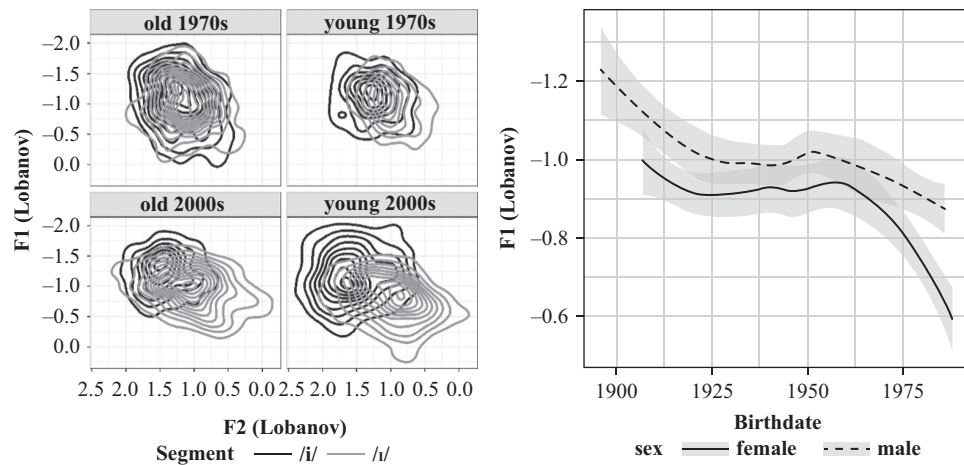 old 1970s
young 1970s
−2.0
−1.5
−1.0
−0.5
0.0
old 2000s
young 2000s
−2.0
−1.5
−1.0
−0.5
0.0
F1 (Lobanov)
2.5 2.0 1.5 1.0 0.5 0.0 2.5 2.0 1.5 1.0 0.5 0.0
F2 (Lobanov)
Segment /i/ /ɪ/
F1 (Lobanov)
−1.2
−1.0
−0.8
−0.6
1900 1925 1950 1975
Birthdate
sex female male